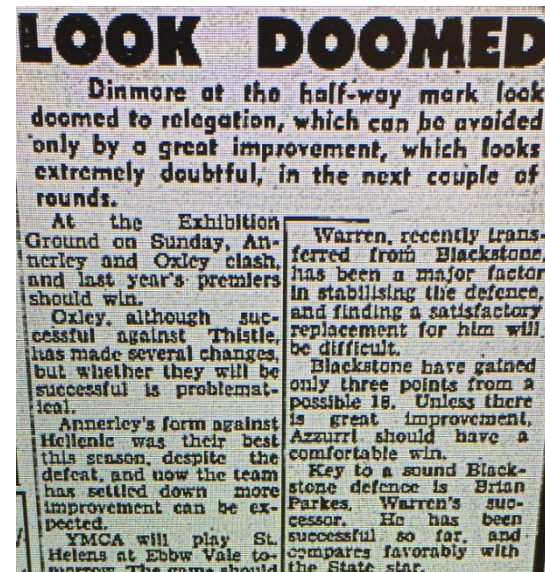 LOOK DOOMED
Dinmore at the half-way mark look
doomed to relegation, which can be avoided
only by a great improvement, which looks
extremely doubtful, in the next couple of
rounds.
At the Exhibition
Ground on Sunday, An-
nerley and Oxley clash,
and last year's premiers
should win.
Oxley, although suc-
cessful against Thistle,
has made several changes,
but whether they will be
successful is problemat-
ical.
Annerley's form against
Hellenic was their best
this season, despite the
defeat, and now the team
has settled down more
improvement can be ex-
pected.
YMCA will play St.
Helens at Ebbw Vale to-
morrow. The game should
Warren, recently trans-
ferred from Blackstone,
has been a major factor
in stabilising the defence,
and finding a satisfactory
replacement for him will
be difficult.
Blackstone have gained
only three points from a
possible 18. Unless there
is great improvement,
Azzurri should have a
comfortable win.
Key to a sound Black-
stone defence is Brian
Parkes, Warren's suc-
cessor. He has been
successful so far, and
compares favorably with
the State star.